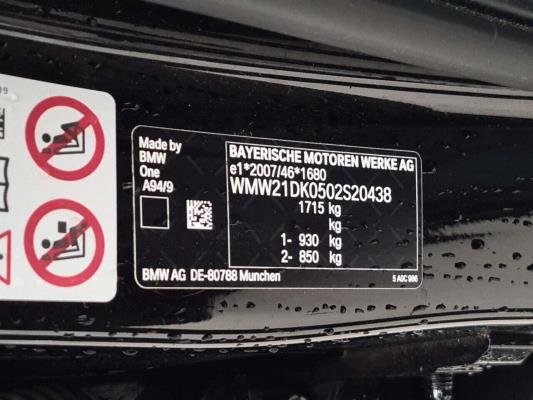 Made by
BMW
One
A94/9
BAYERISCHE MOTOREN WERKE AG
e1*2007/46*1680
WMW21DK0502S20438
1715 kg
kg
1- 930 kg
2- 850 kg
BMW AG DE-80788 Munchen
5 A0C 986